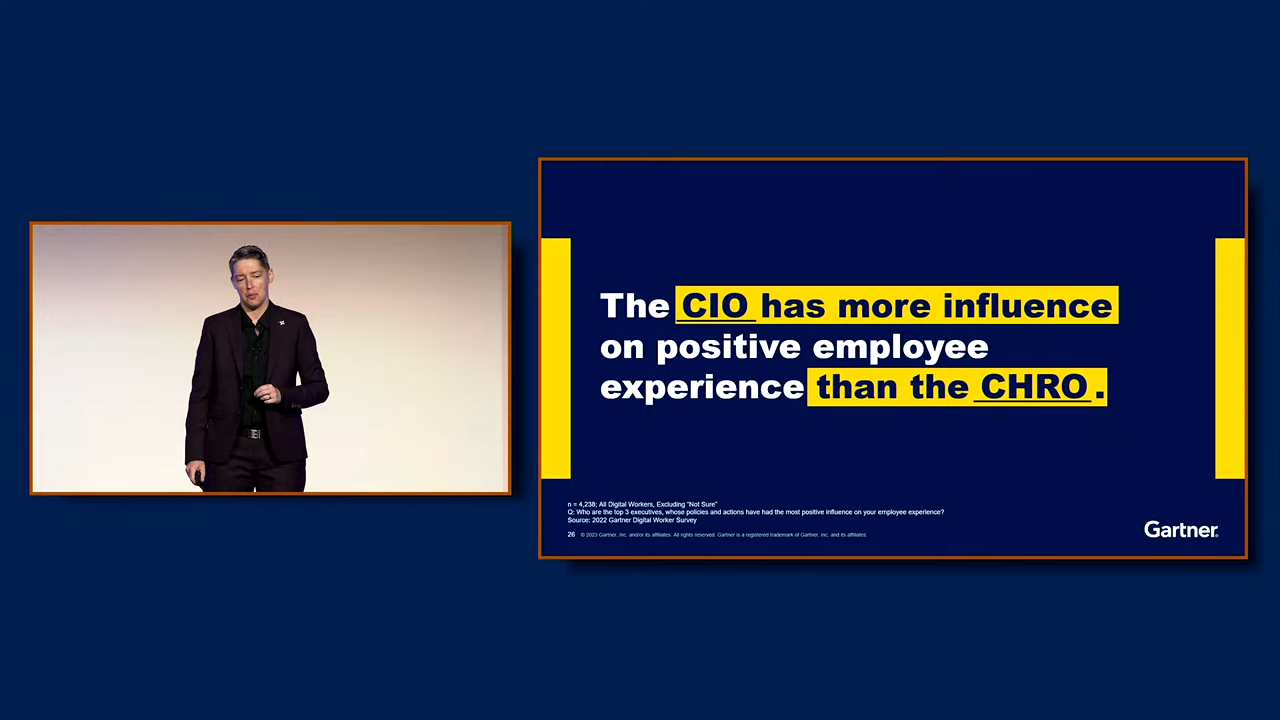 The CIO has more influence
on positive employee
experience than the CHRO.
n = 4,238; All Digital Workers, Excluding "Not Sure"
Q: Who are the top 3 executives, whose policies and actions have had the most positive influence on your employee experience?
Source: 2022 Gartner Digital Worker Survey
26 © 2023 Gartner, Inc. and/or its affiliates. All rights reserved. Gartner is a registered trademark of Gartner, Inc. and its affiliates.
Gartner®